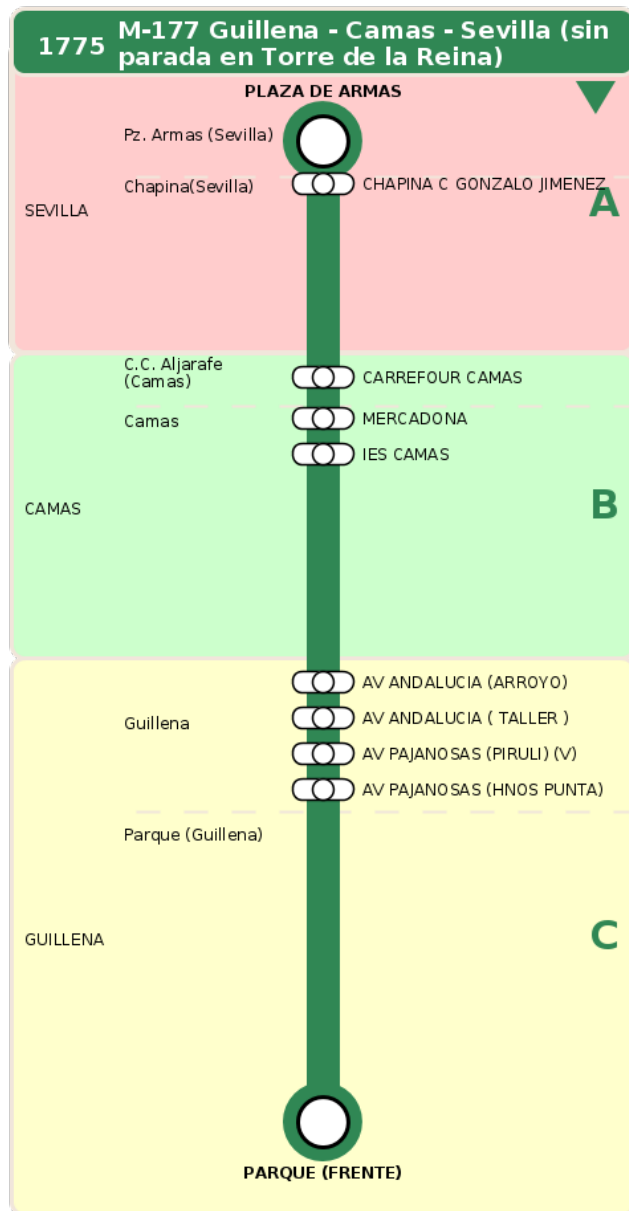 1775
M-177 Guillena - Camas - Sevilla (sin
parada en Torre de la Reina)
PLAZA DE ARMAS
Pz. Armas (Sevilla)
Chapina(Sevilla)
CHAPINA C GONZALO JIMENEZ
A
SEVILLA
C.C. Aljarafe
(Camas)
CARREFOUR CAMAS
Camas
MERCADONA
IES CAMAS
B
CAMAS
AV ANDALUCIA (ARROYO)
Guillena
AV ANDALUCIA ( TALLER )
AV PAJANOSAS (PIRULI) (V)
AV PAJANOSAS (HNOS PUNTA)
Parque (Guillena)
GUILLENA
C
PARQUE (FRENTE)